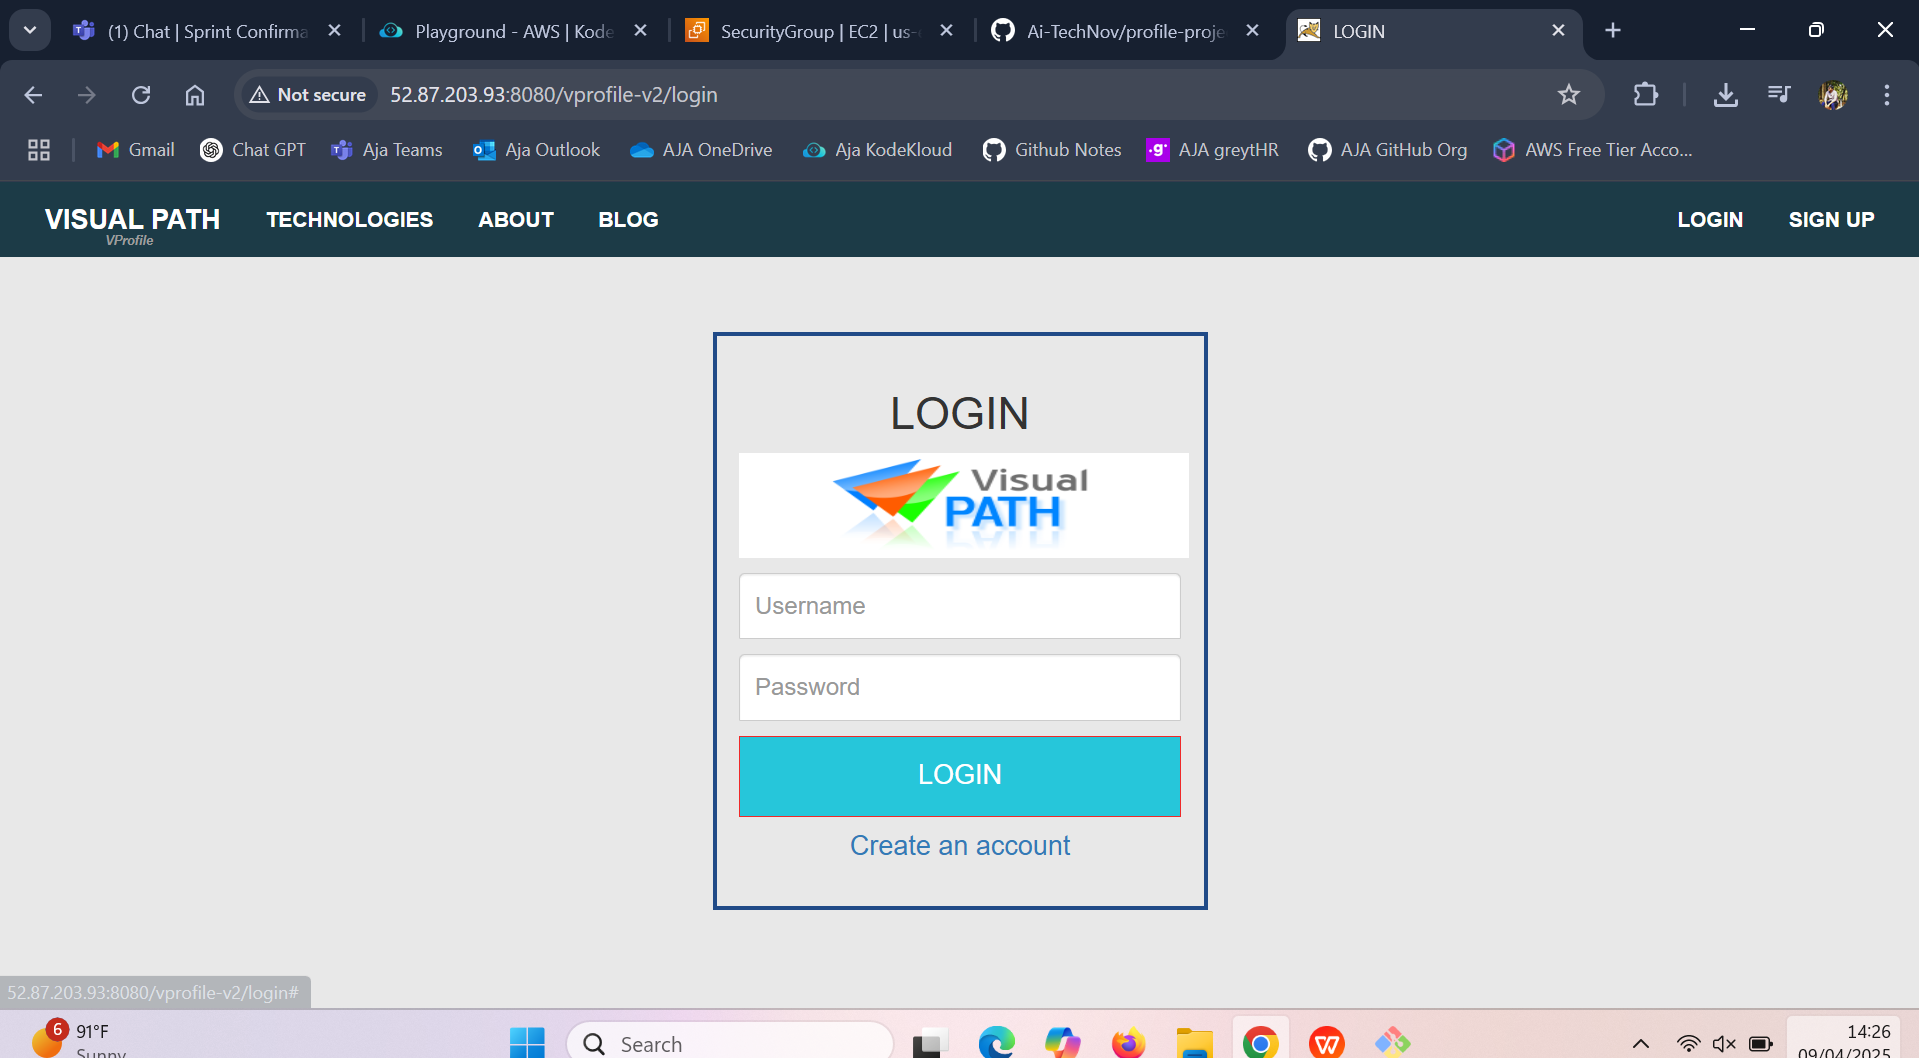 (1) Chat | Sprint Confirma
Playground - AWS | Kode
SecurityGroup | EC2 | us-
Ai-TechNov/profile-proje
LOGIN
Not secure
52.87.203.93:8080/vprofile-v2/login
Gmail
Chat GPT
Aja Teams
Aja Outlook
AJA OneDrive
Aja KodeKloud
Github Notes
.g
AJA greytHR
AJA GitHub Org
AWS Free Tier Acco...
VISUAL PATH
VProfile
TECHNOLOGIES
ABOUT
BLOG
LOGIN
SIGN UP
LOGIN
Visual
PATH
Username
Password
LOGIN
Create an account
52.87.203.93:8080/vprofile-v2/login#
6
91°F
Sunny
Search
14:26
09/04/2025